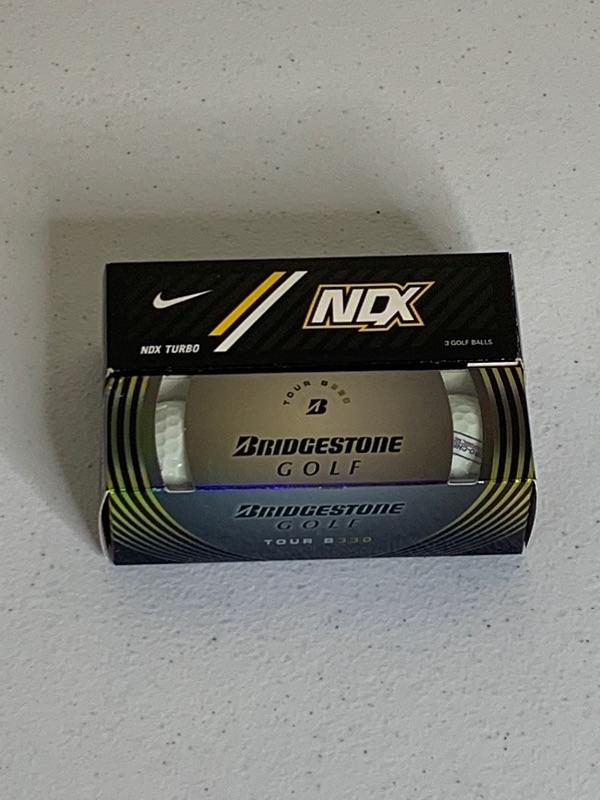 NDX
NDX TURBO
3 GOLF BALLS
TOUR B330
B
BRIDGESTONE
GOLF
BRIDGESTONE
GOLF
TOUR B330